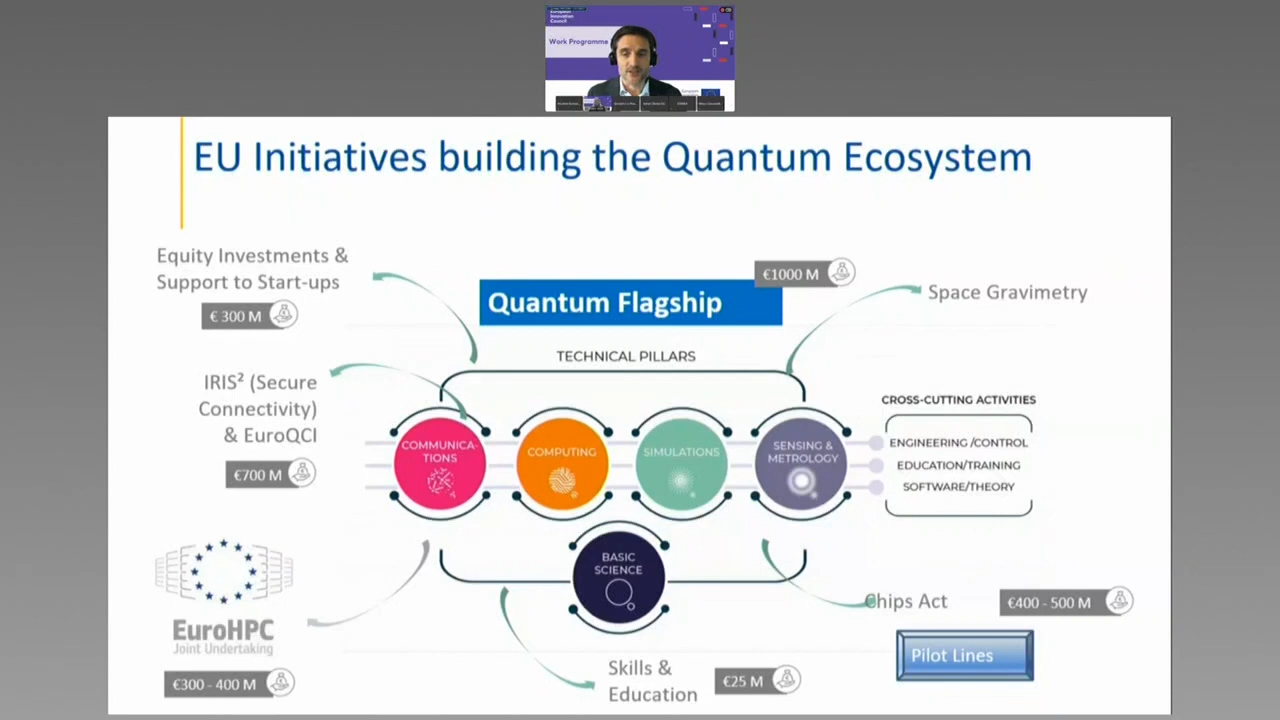 European
Innovation
Council
Work Programme
EU Initiatives building the Quantum Ecosystem
Equity Investments &
Support to Start-ups
€ 300 M
Quantum Flagship
€1000 M
Space Gravimetry
TECHNICAL PILLARS
IRIS² (Secure
Connectivity)
& EuroQCI
€700 M
COMMUNICA-
TIONS
COMPUTING
SIMULATIONS
SENSING &
METROLOGY
CROSS-CUTTING ACTIVITIES
ENGINEERING /CONTROL
EDUCATION/TRAINING
SOFTWARE/THEORY
BASIC
SCIENCE
EuroHPC
Joint Undertaking
€300 - 400 M
Skills &
Education
€25 M
Chips Act
€400 - 500 M
Pilot Lines